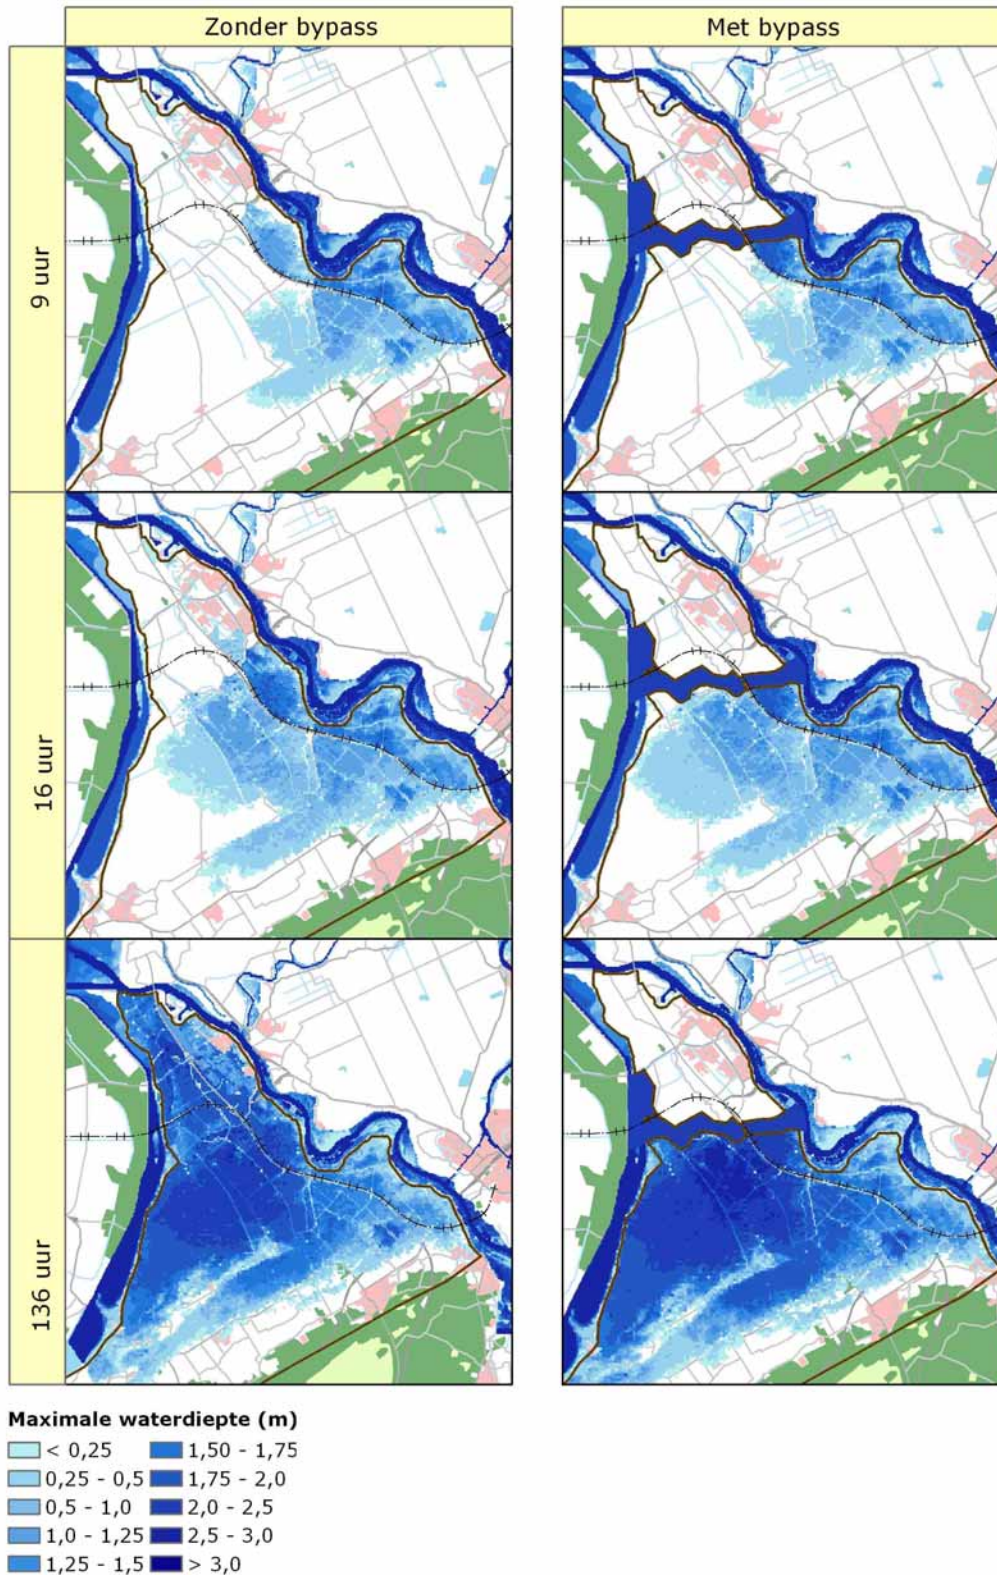 Zonder bypass
Met bypass
9 uur
16 uur
136 uur
Maximale waterdiepte (m)
< 0,25
0,25 - 0,5
0,5 - 1,0
1,0 - 1,25
1,25 - 1,5
1,50 - 1,75
1,75 - 2,0
2,0 - 2,5
2,5 - 3,0
> 3,0